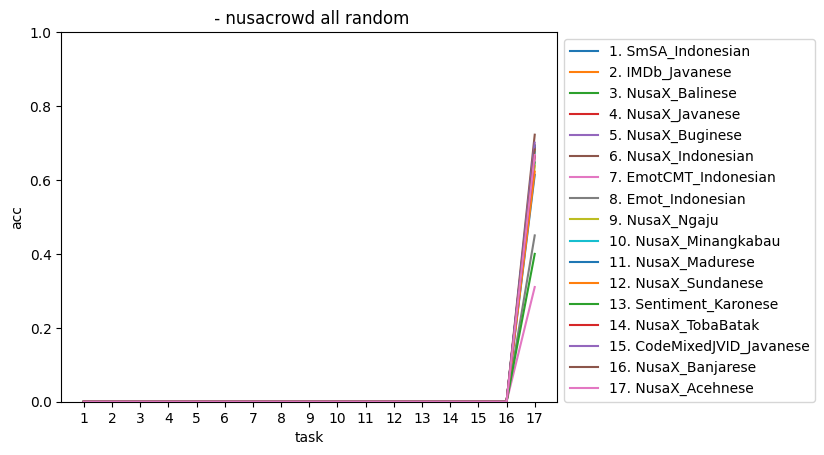 - nusacrowd all random
1.0
0.8
0.6
0.4
0.2
0.0
acc
1 2 3 4 5 6 7 8 9 10 11 12 13 14 15 16 17
task
1. SmSA_Indonesian
2. IMDb_Javanese
3. NusaX_Balinese
4. NusaX_Javanese
5. NusaX_Buginese
6. NusaX_Indonesian
7. EmotCMT_Indonesian
8. Emot_Indonesian
9. NusaX_Ngaju
10. NusaX_Minangkabau
11. NusaX_Madurese
12. NusaX_Sundanese
13. Sentiment_Karonese
14. NusaX_TobaBatak
15. CodeMixedJVID_Javanese
16. NusaX_Banjarese
17. NusaX_Acehnese